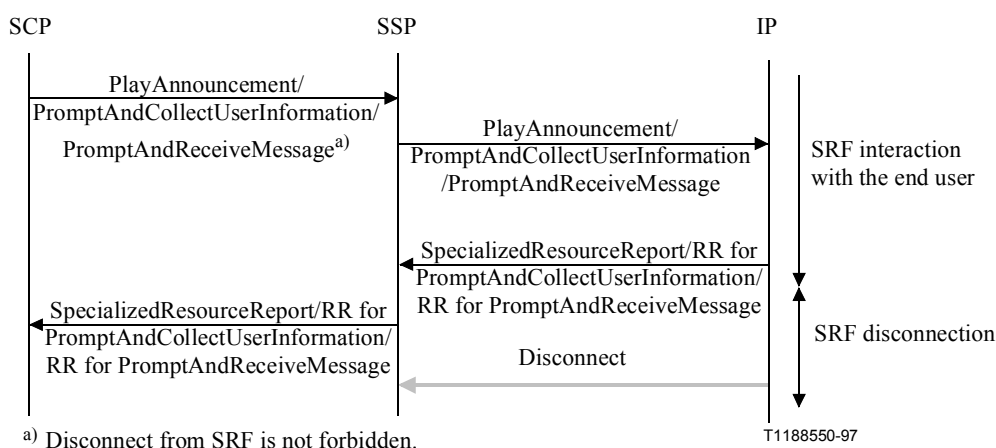 SCP
SSP
IP
PlayAnnouncement/
PromptAndCollectUserInformation/
PromptAndReceiveMessage a)
PlayAnnouncement/
PromptAndCollectUserInformation
/PromptAndReceiveMessage
SRF interaction
with the end user
SpecializedResourceReport/RR for
PromptAndCollectUserInformation/
RR for PromptAndReceiveMessage
SpecializedResourceReport/RR for
PromptAndCollectUserInformation/
RR for PromptAndReceiveMessage
SRF disconnection
Disconnect
a) Disconnect from SRF is not forbidden.
T1188550-97